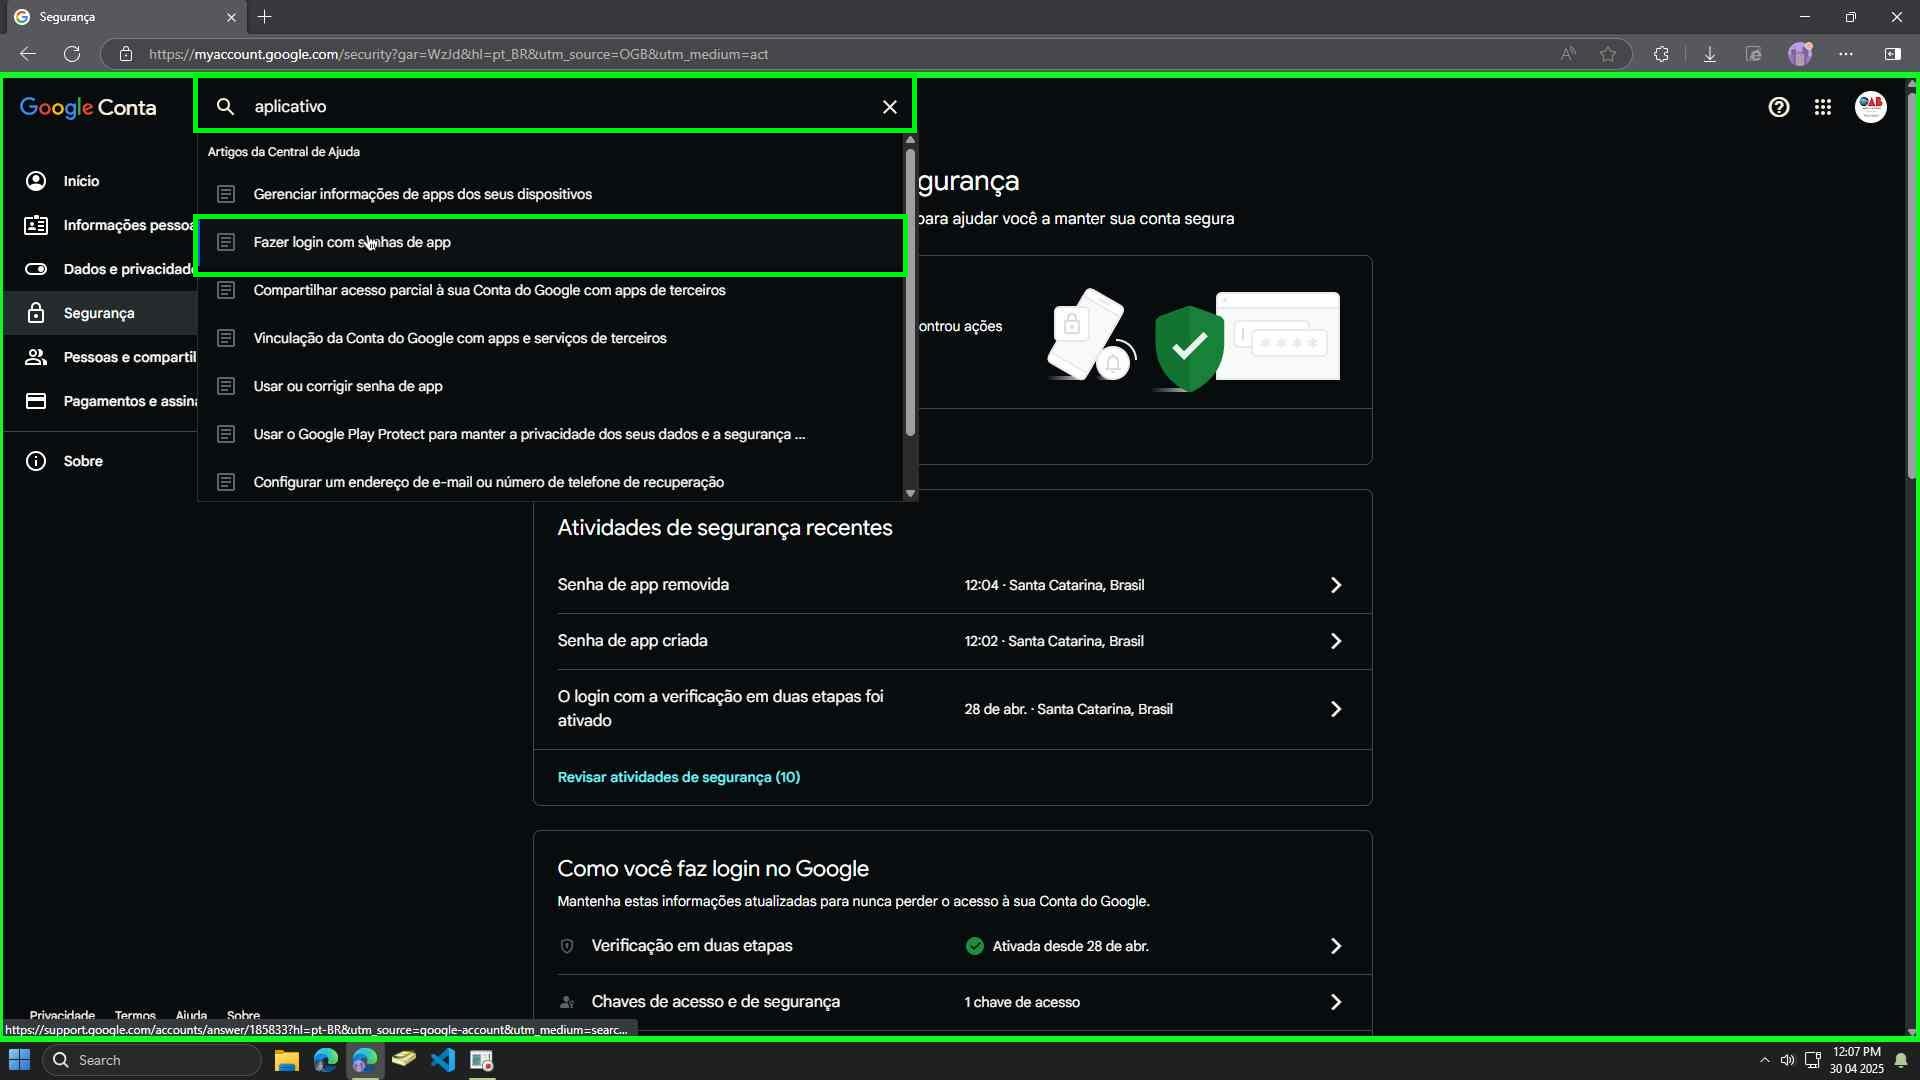 Segurança
https://myaccount.google.com/security?gar=WzJd&hl=pt_BR&utm_source=OGB&utm_medium=act
Google Conta
aplicativo
OAB
Artigos da Central de Ajuda
Início
Gerenciar informações de apps dos seus dispositivos
gurança
Informações pessoa
Fazer login com senhas de app
para ajudar você a manter sua conta segura
Dados e privacidade
Compartilhar acesso parcial à sua Conta do Google com apps de terceiros
Segurança
ontrou ações
Vinculação da Conta do Google com apps e serviços de terceiros
Pessoas e compartil
Usar ou corrigir senha de app
Pagamentos e assina
Usar o Google Play Protect para manter a privacidade dos seus dados e a segurança ...
Sobre
Configurar um endereço de e-mail ou número de telefone de recuperação
Atividades de segurança recentes
Senha de app removida
12:04 · Santa Catarina, Brasil
Senha de app criada
12:02 · Santa Catarina, Brasil
O login com a verificação em duas etapas foi
ativado
28 de abr. · Santa Catarina, Brasil
Revisar atividades de segurança (10)
Como você faz login no Google
Mantenha estas informações atualizadas para nunca perder o acesso à sua Conta do Google.
Verificação em duas etapas
Ativada desde 28 de abr.
Chaves de acesso e de segurança
1 chave de acesso
Privacidade Termos Ajuda Sobre
https://support.google.com/accounts/answer/185833?hl=pt-BR&utm_source=google-account&utm_medium=searc...
Search
12:07 PM
30 04 2025